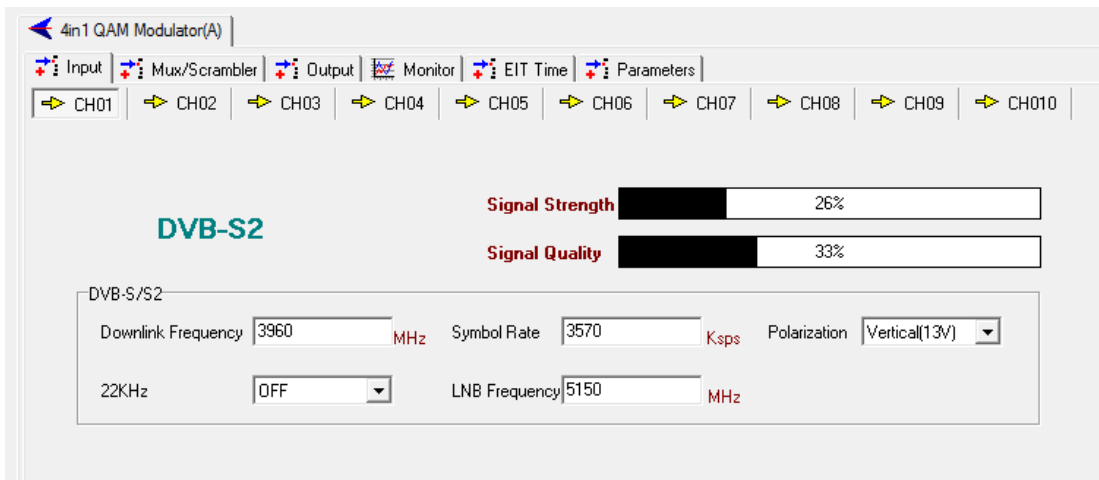 4in1 QAM Modulator(A)
Input Mux/Scrambler Output Monitor EIT Time Parameters
CH01 CH02 CH03 CH04 CH05 CH06 CH07 CH08 CH09 CH010
Signal Strength 26%
DVB-S2
Signal Quality 33%
DVB-S/S2
Downlink Frequency 3960 MHz Symbol Rate 3570 Ksps Polarization Vertical(13V)
22KHz OFF LNB Frequency 5150 MHz